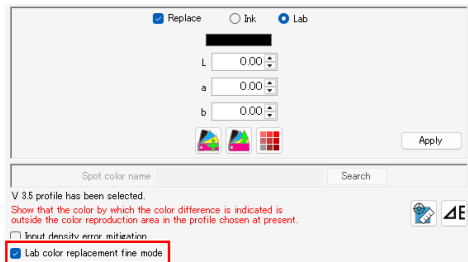 Replace Ink Lab
L 0.00
a 0.00
b 0.00
Apply
Spot color name Search
V 3.5 profile has been selected.
Show that the color by which the color difference is indicated is
outside the color reproduction area in the profile chosen at present.
ΔE
Input density error mitigation
Lab color replacement fine mode